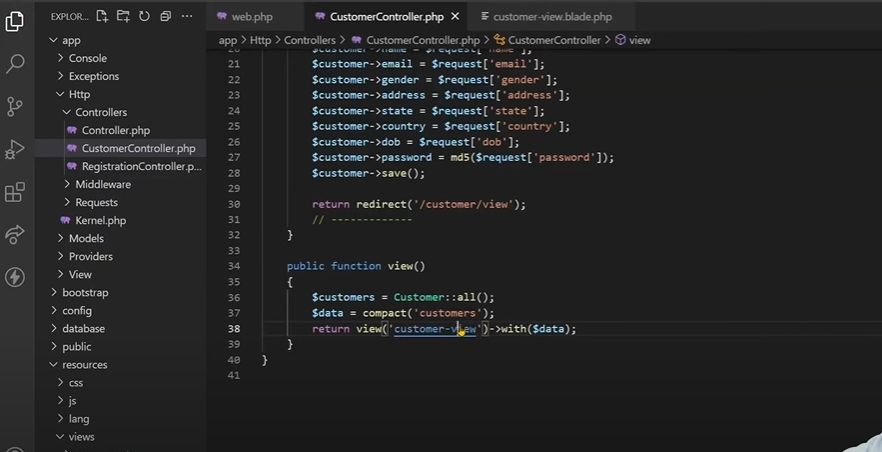 EXPLOR...
web.php
CustomerController.php
customer-view.blade.php
app > Http > Controllers > CustomerController.php > CustomerController > view
app
Console
Exceptions
Http
Controllers
Controller.php
CustomerController.php
RegistrationController.p...
Middleware
Requests
Kernel.php
Models
Providers
View
bootstrap
config
database
public
resources
css
js
lang
views
20 $customer->name = $request['name'];
21 $customer->email = $request['email'];
22 $customer->gender = $request['gender'];
23 $customer->address = $request['address'];
24 $customer->state = $request['state'];
25 $customer->country = $request['country'];
26 $customer->dob = $request['dob'];
27 $customer->password = md5($request['password']);
28 $customer->save();
29
30 return redirect('/customer/view');
31 // -------------
32 }
33
34 public function view()
35 {
36 $customers = Customer::all();
37 $data = compact('customers');
38 return view('customer-view')->with($data);
39 }
40 }
41